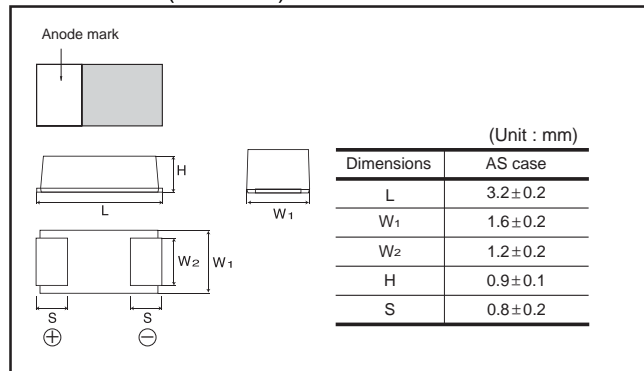 Anode mark
H
L
W1
W2 W1
S S
⊕ ⊖
(Unit : mm)
Dimensions AS case
L 3.2±0.2
W1 1.6±0.2
W2 1.2±0.2
H 0.9±0.1
S 0.8±0.2